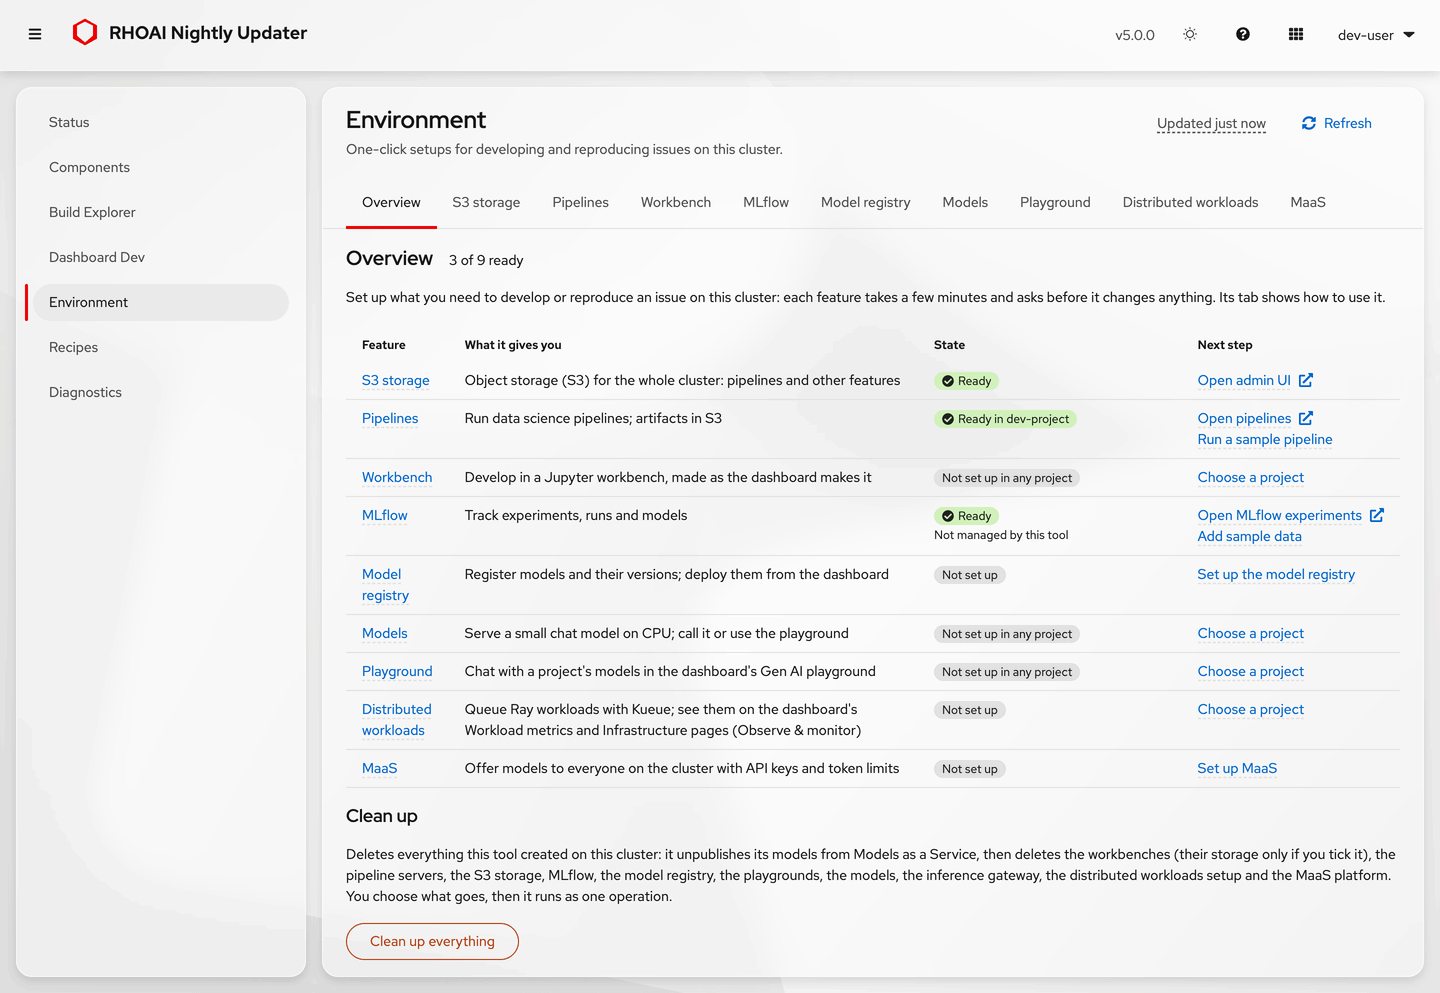 RHOAI Nightly Updater
v5.0.0
dev-user
Status
Components
Build Explorer
Dashboard Dev
Environment
Recipes
Diagnostics
Environment
Updated just now
Refresh
One-click setups for developing and reproducing issues on this cluster.
Overview S3 storage Pipelines Workbench MLflow Model registry Models Playground Distributed workloads MaaS
Overview 3 of 9 ready
Set up what you need to develop or reproduce an issue on this cluster: each feature takes a few minutes and asks before it changes anything. Its tab shows how to use it.
Feature What it gives you State Next step
S3 storage Object storage (S3) for the whole cluster: pipelines and other features Ready Open admin UI
Pipelines Run data science pipelines; artifacts in S3 Ready in dev-project Open pipelines
Run a sample pipeline
Workbench Develop in a Jupyter workbench, made as the dashboard makes it Not set up in any project Choose a project
MLflow Track experiments, runs and models Ready Open MLflow experiments
Not managed by this tool Add sample data
Model Register models and their versions; deploy them from the dashboard Not set up Set up the model registry
registry
Models Serve a small chat model on CPU; call it or use the playground Not set up in any project Choose a project
Playground Chat with a project's models in the dashboard's Gen AI playground Not set up in any project Choose a project
Distributed Queue Ray workloads with Kueue; see them on the dashboard's Not set up Choose a project
workloads Workload metrics and Infrastructure pages (Observe & monitor)
MaaS Offer models to everyone on the cluster with API keys and token limits Not set up Set up MaaS
Clean up
Deletes everything this tool created on this cluster: it unpublishes its models from Models as a Service, then deletes the workbenches (their storage only if you tick it), the
pipeline servers, the S3 storage, MLflow, the model registry, the playgrounds, the models, the inference gateway, the distributed workloads setup and the MaaS platform.
You choose what goes, then it runs as one operation.
Clean up everything